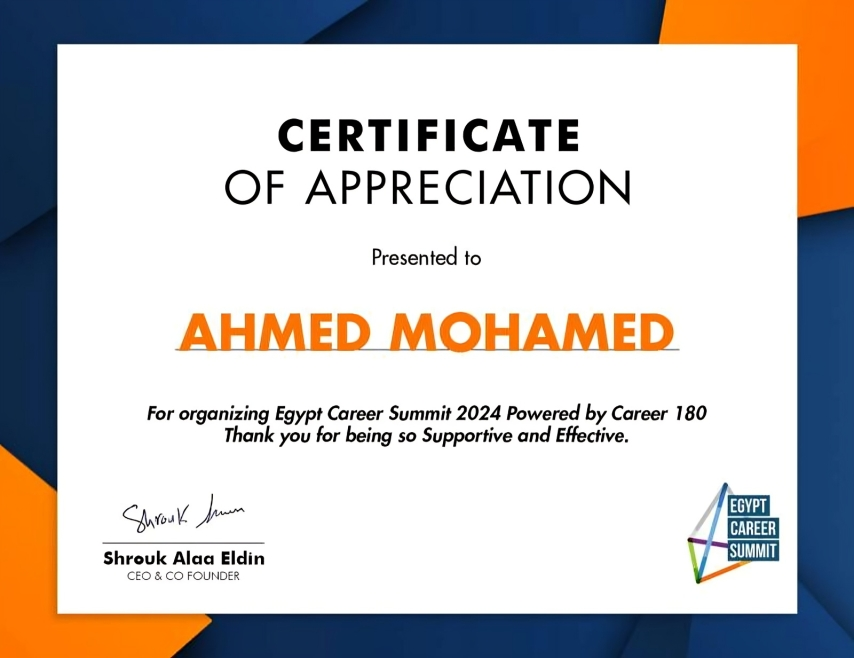 CERTIFICATE
OF APPRECIATION
Presented to
AHMED MOHAMED
For organizing Egypt Career Summit 2024 Powered by Career 180
Thank you for being so Supportive and Effective.
Shrouk
Shrouk Alaa Eldin
CEO & CO FOUNDER
EGYPT
CAREER
SUMMIT